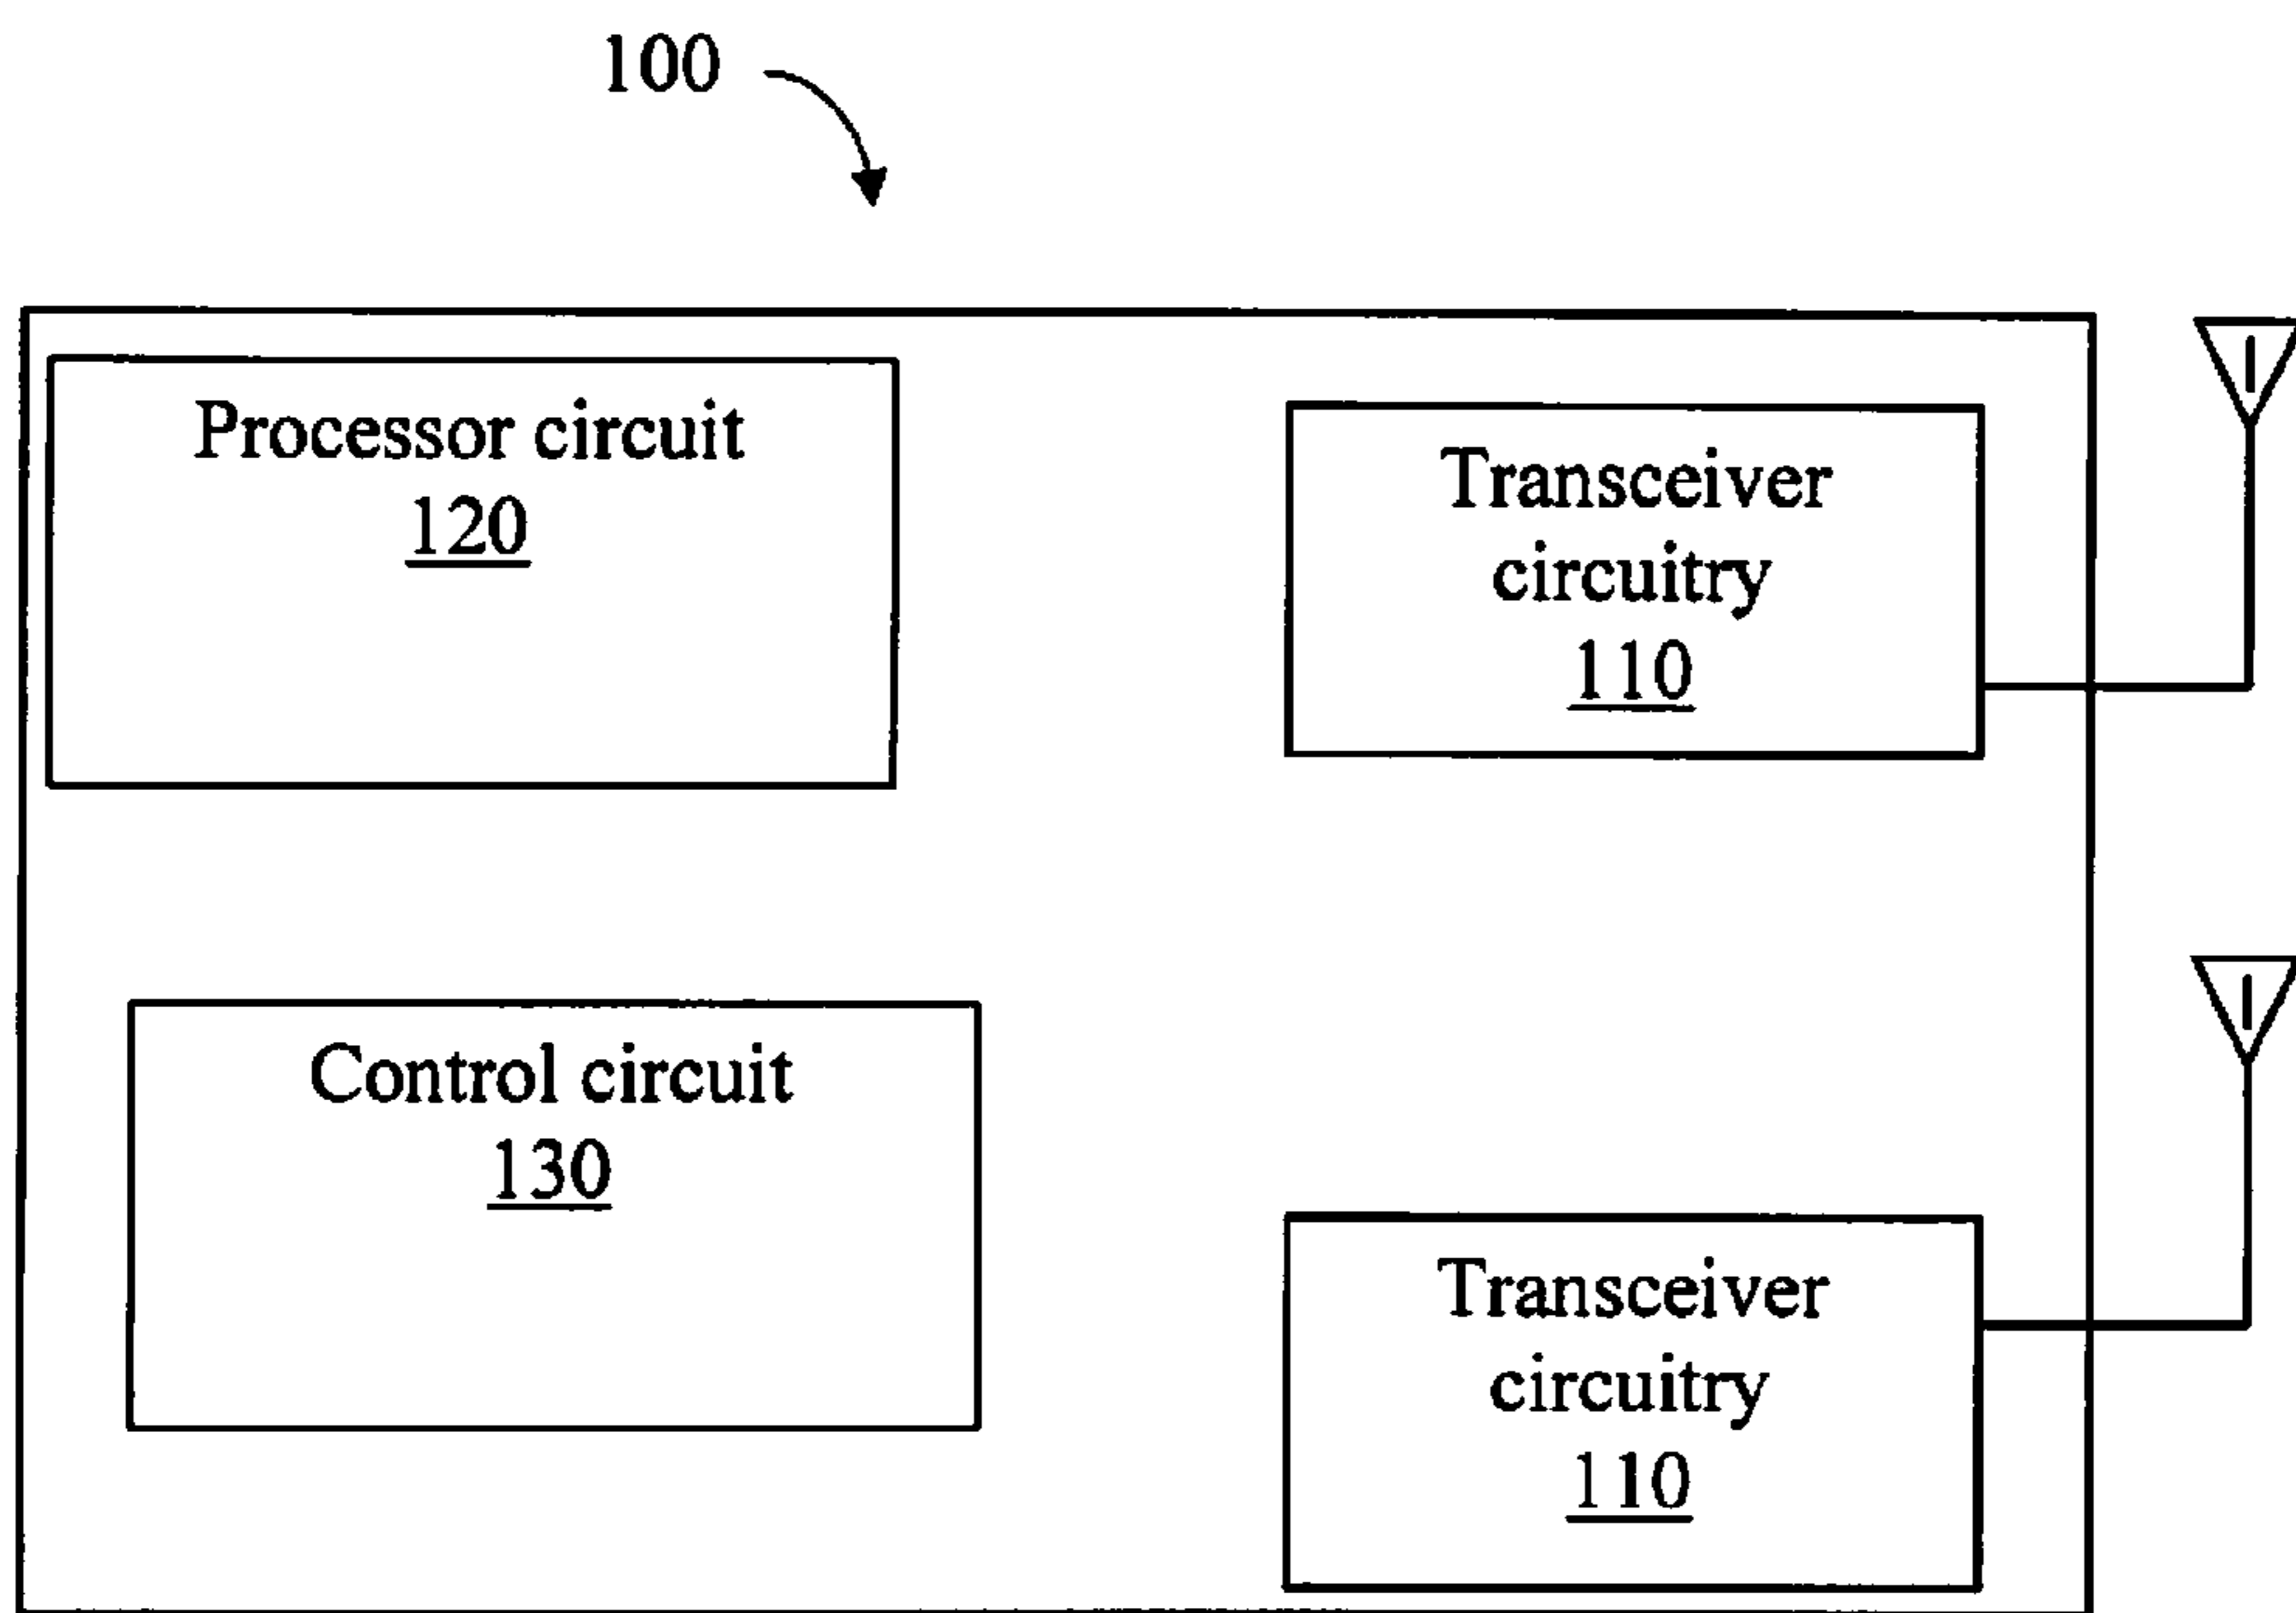 100
Processor circuit
120
Transceiver
circuitry
110
Control circuit
130
Transceiver
circuitry
110